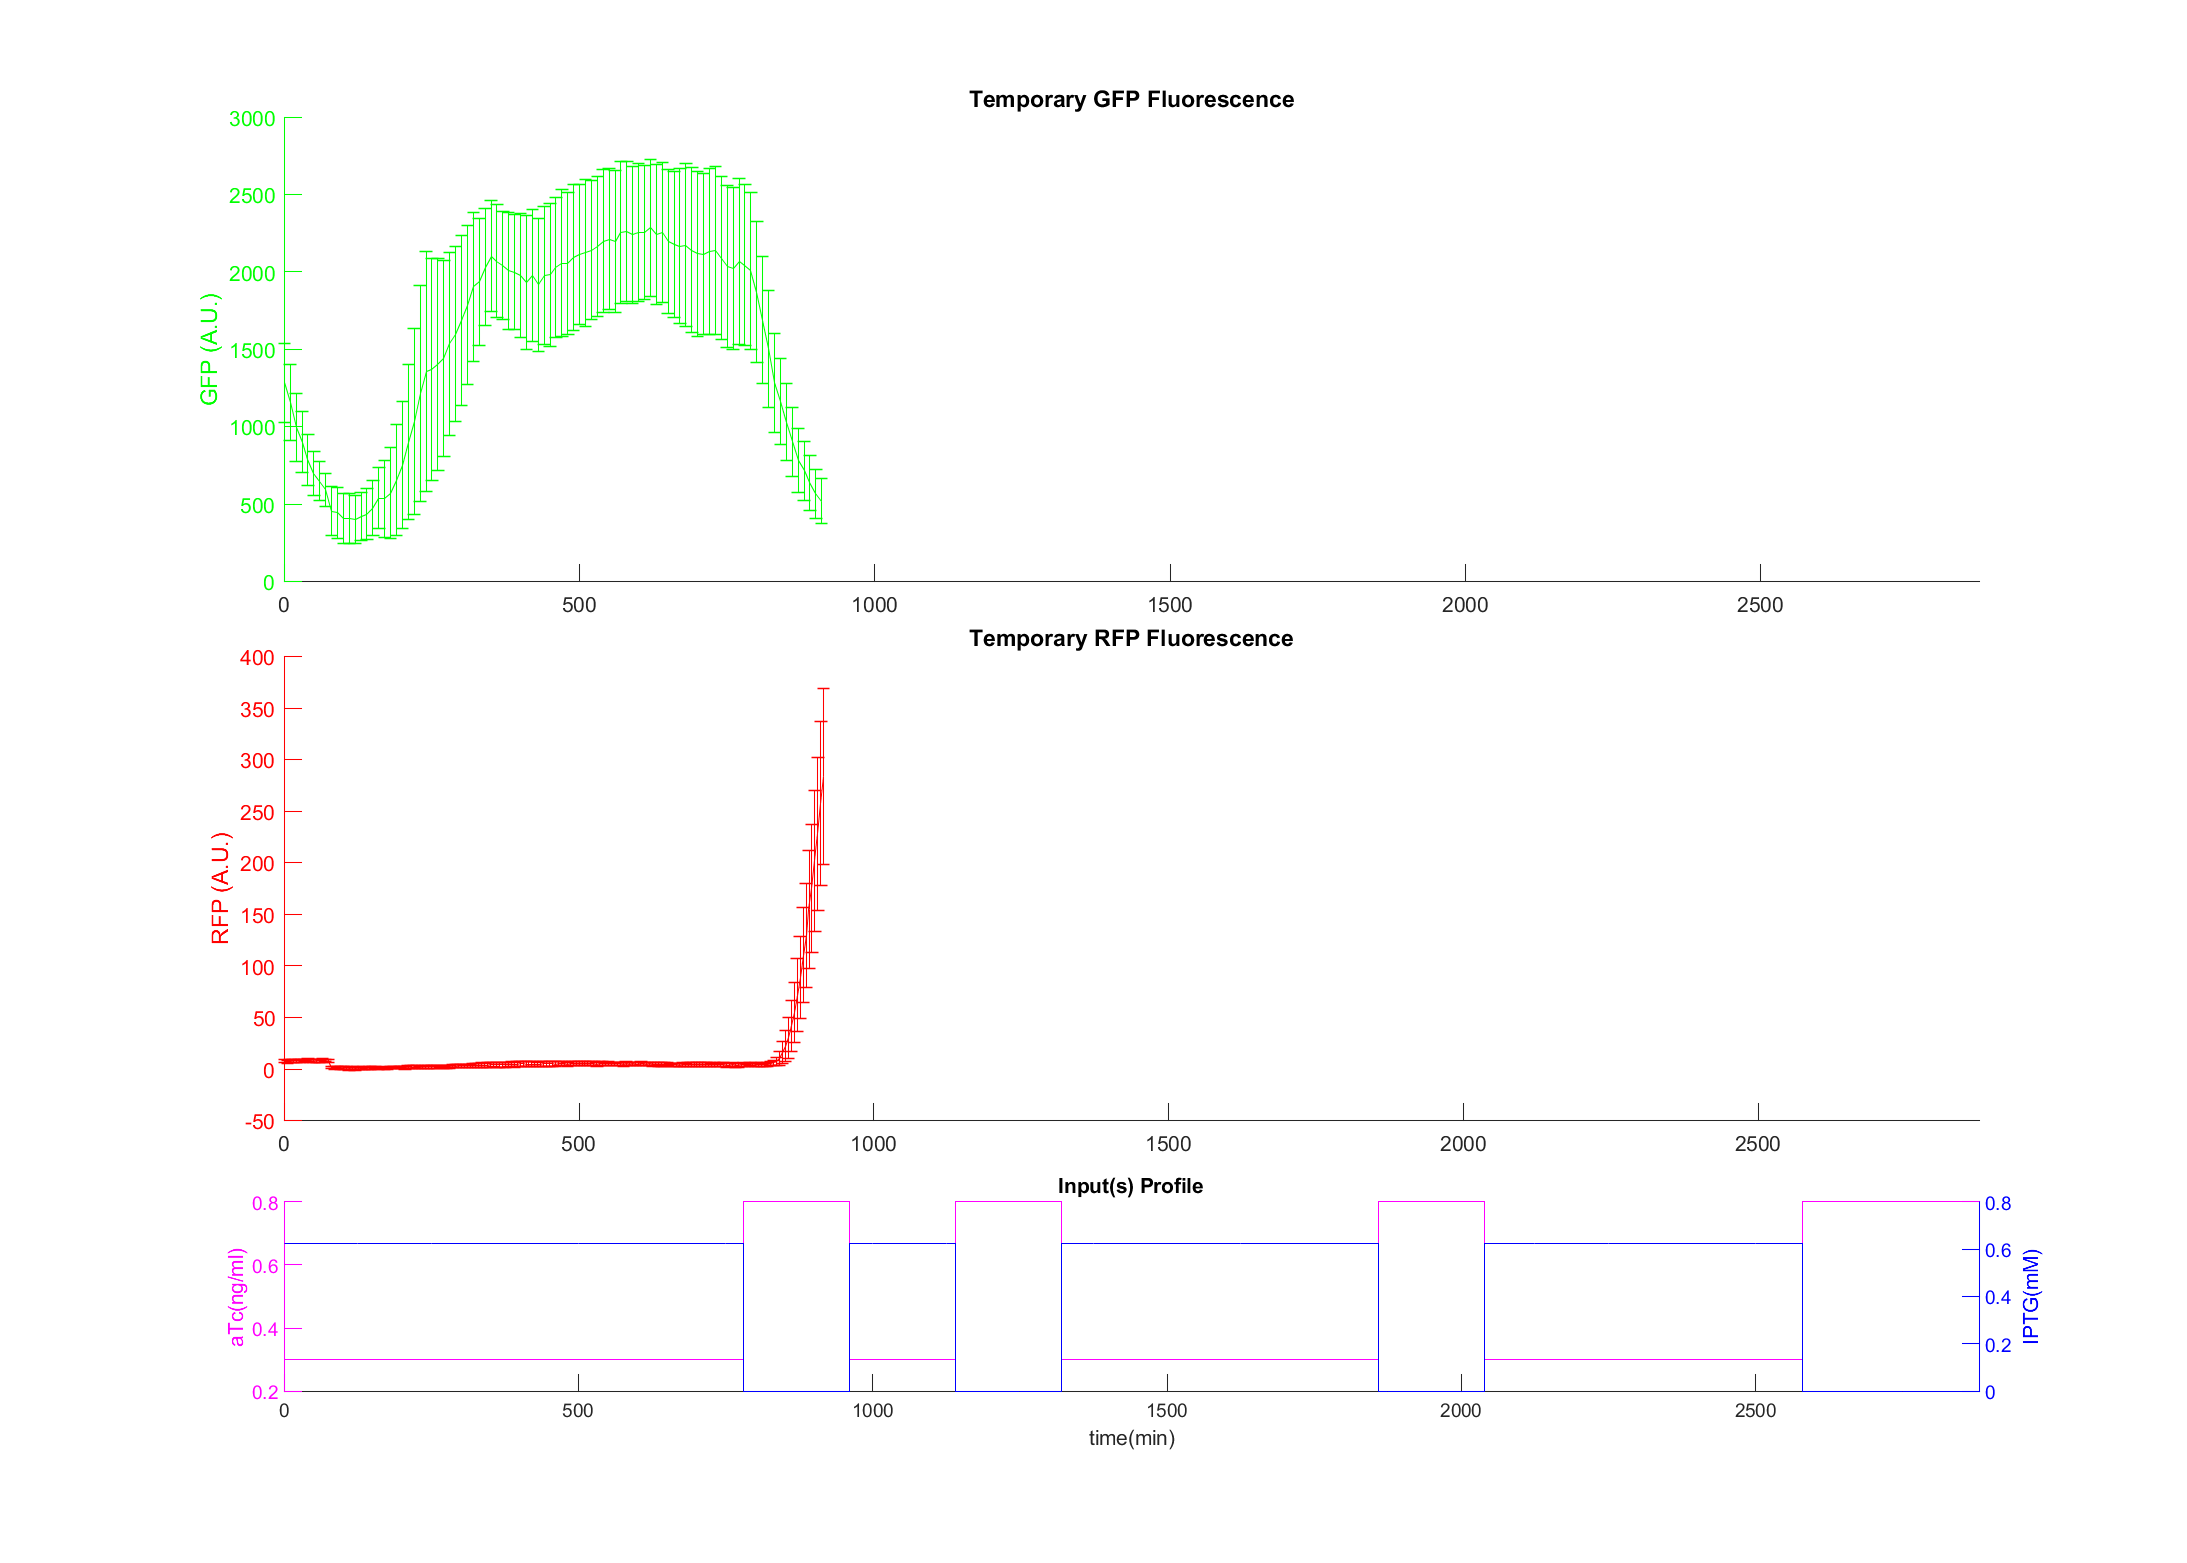 Temporary GFP Fluorescence
3000
2500
2000
1500
1000
500
0
GFP (A.U.)
0 500 1000 1500 2000 2500
Temporary RFP Fluorescence
400
350
300
250
200
150
100
50
0
-50
RFP (A.U.)
0 500 1000 1500 2000 2500
Input(s) Profile
0.8
0.6
0.4
0.2
aTc(ng/ml)
0.8
0.6
0.4
0.2
0
IPTG(mM)
0 500 1000 1500 2000 2500
time(min)